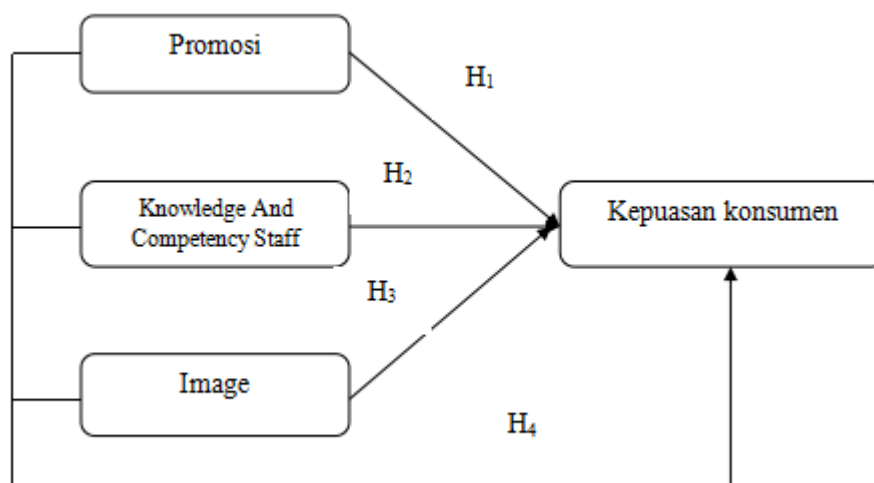 Promosi
H₁
H₂
Knowledge And
Competency Staff
Kepuasan konsumen
H₃
Image
H₄